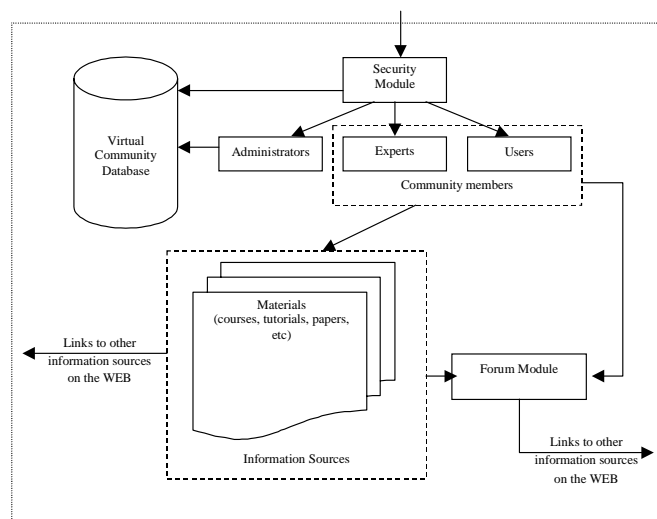 Security
Module
Virtual
Community
Database
Administrators
Experts
Users
Community members
Materials
(courses, tutorials, papers,
etc)
Links to other
information sources
on the WEB
Forum Module
Information Sources
Links to other
information sources
on the WEB